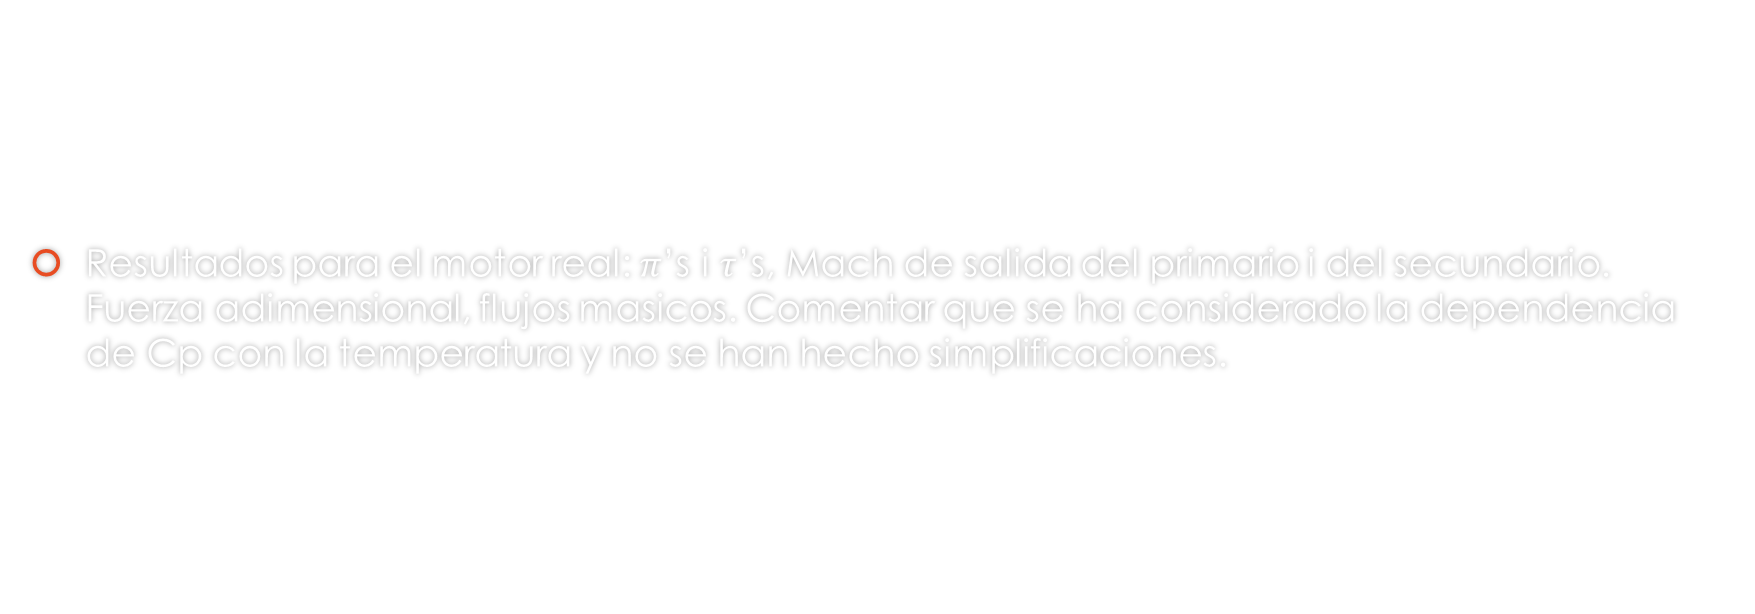 Resultados para el motor real: π's i τ's, Mach de salida del primario i del secundario.
Fuerza adimensional, flujos masicos. Comentar que se ha considerado la dependencia
de Cp con la temperatura y no se han hecho simplificaciones.